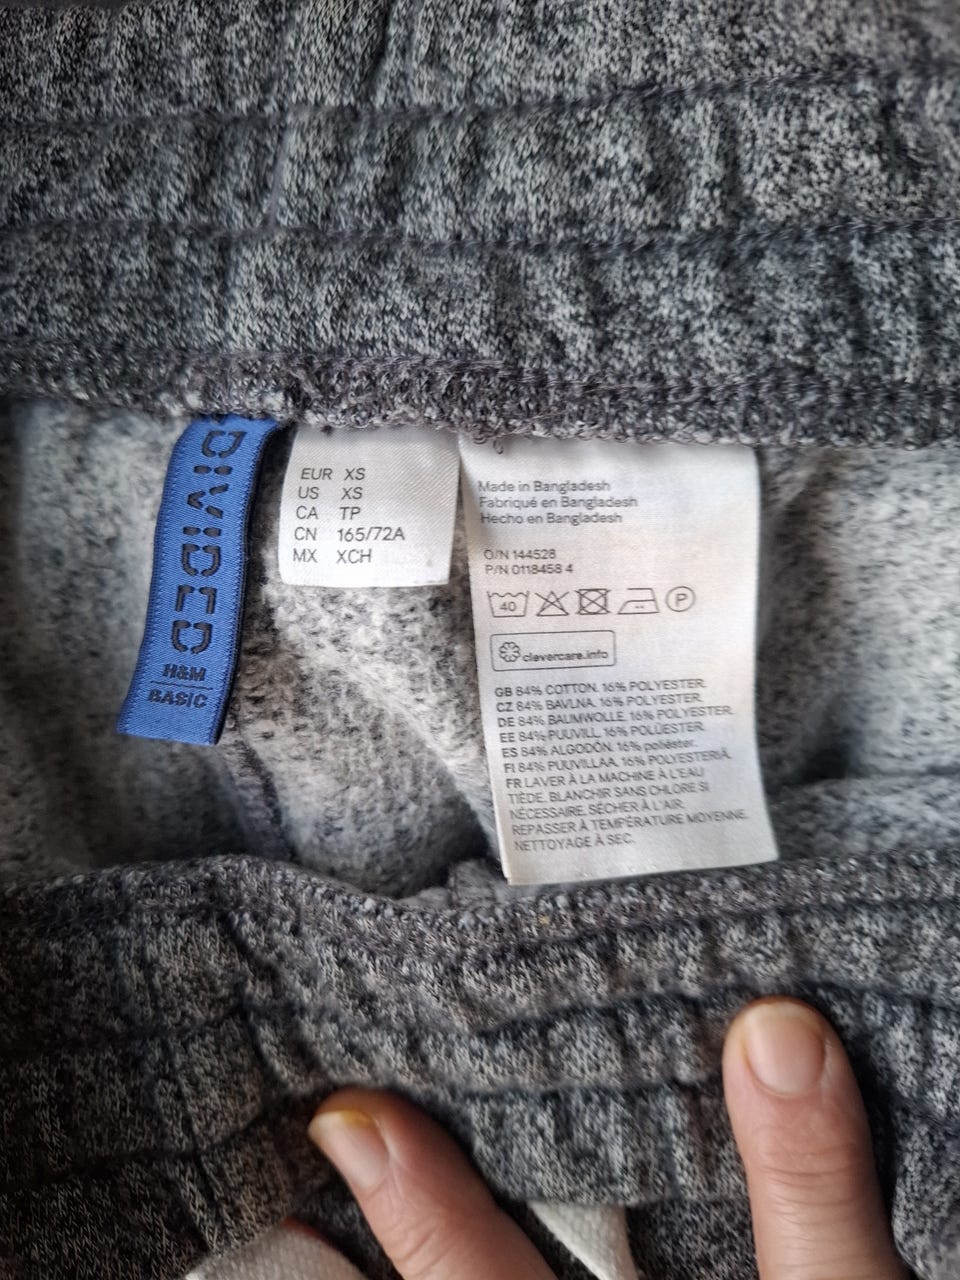 DIVIDED
H&M
BASIC
EUR XS
US XS
CA TP
CN 165/72A
MX XCH
Made in Bangladesh
Fabriqué en Bangladesh
Hecho en Bangladesh
O/N 144528
P/N 0118458 4
40 P
clevercare.info
GB 84% COTTON. 16% POLYESTER.
CZ 84% BAVLNA. 16% POLYESTER.
DE 84% BAUMWOLLE. 16% POLYESTER.
EE 84% PUUVILL. 16% POLÜESTER.
ES 84% ALGODÓN. 16% poliéster.
FI 84% PUUVILLAA. 16% POLYESTERIÄ.
FR LAVER À LA MACHINE À L'EAU
TIÈDE. BLANCHIR SANS CHLORE SI
NÉCESSAIRE. SÉCHER À L'AIR.
REPASSER À TEMPÉRATURE MOYENNE.
NETTOYAGE À SEC.